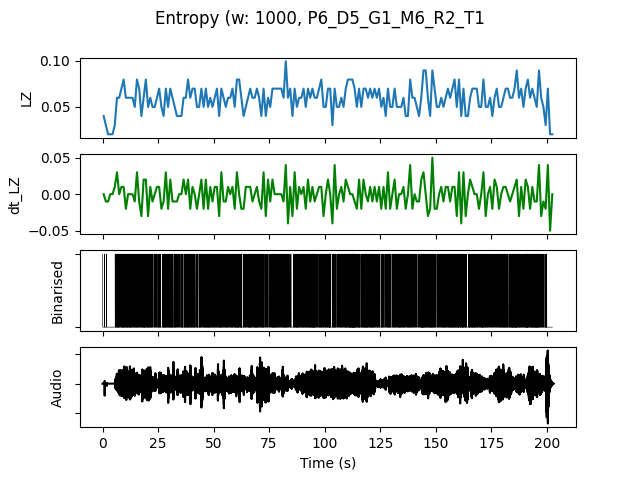 Entropy (w: 1000, P6_D5_G1_M6_R2_T1
0.10
0.05
LZ
0.05
0.00
−0.05
dt_LZ
Binarised
Audio
0 25 50 75 100 125 150 175 200
Time (s)